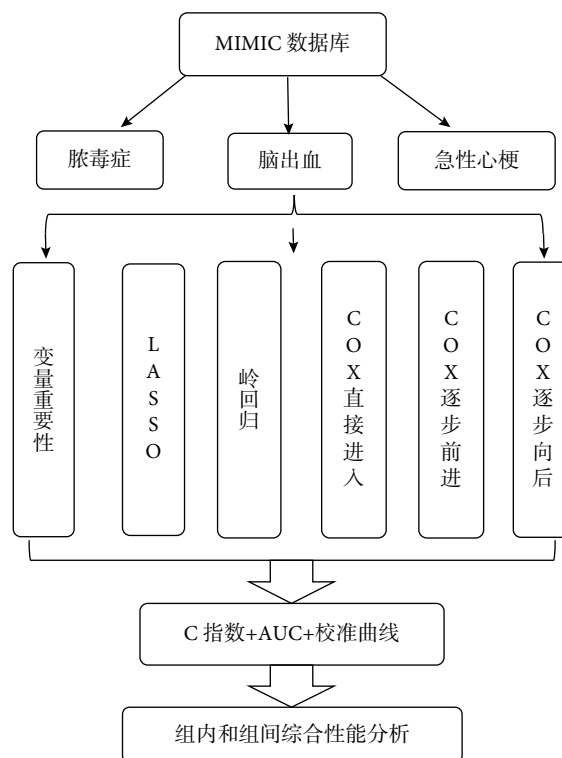 MIMIC 数据库
脓毒症
脑出血
急性心梗
变量重要性
LASSO
岭回归
COX直接进入
COX逐步前进
COX逐步向后
C 指数+AUC+校准曲线
组内和组间综合性能分析